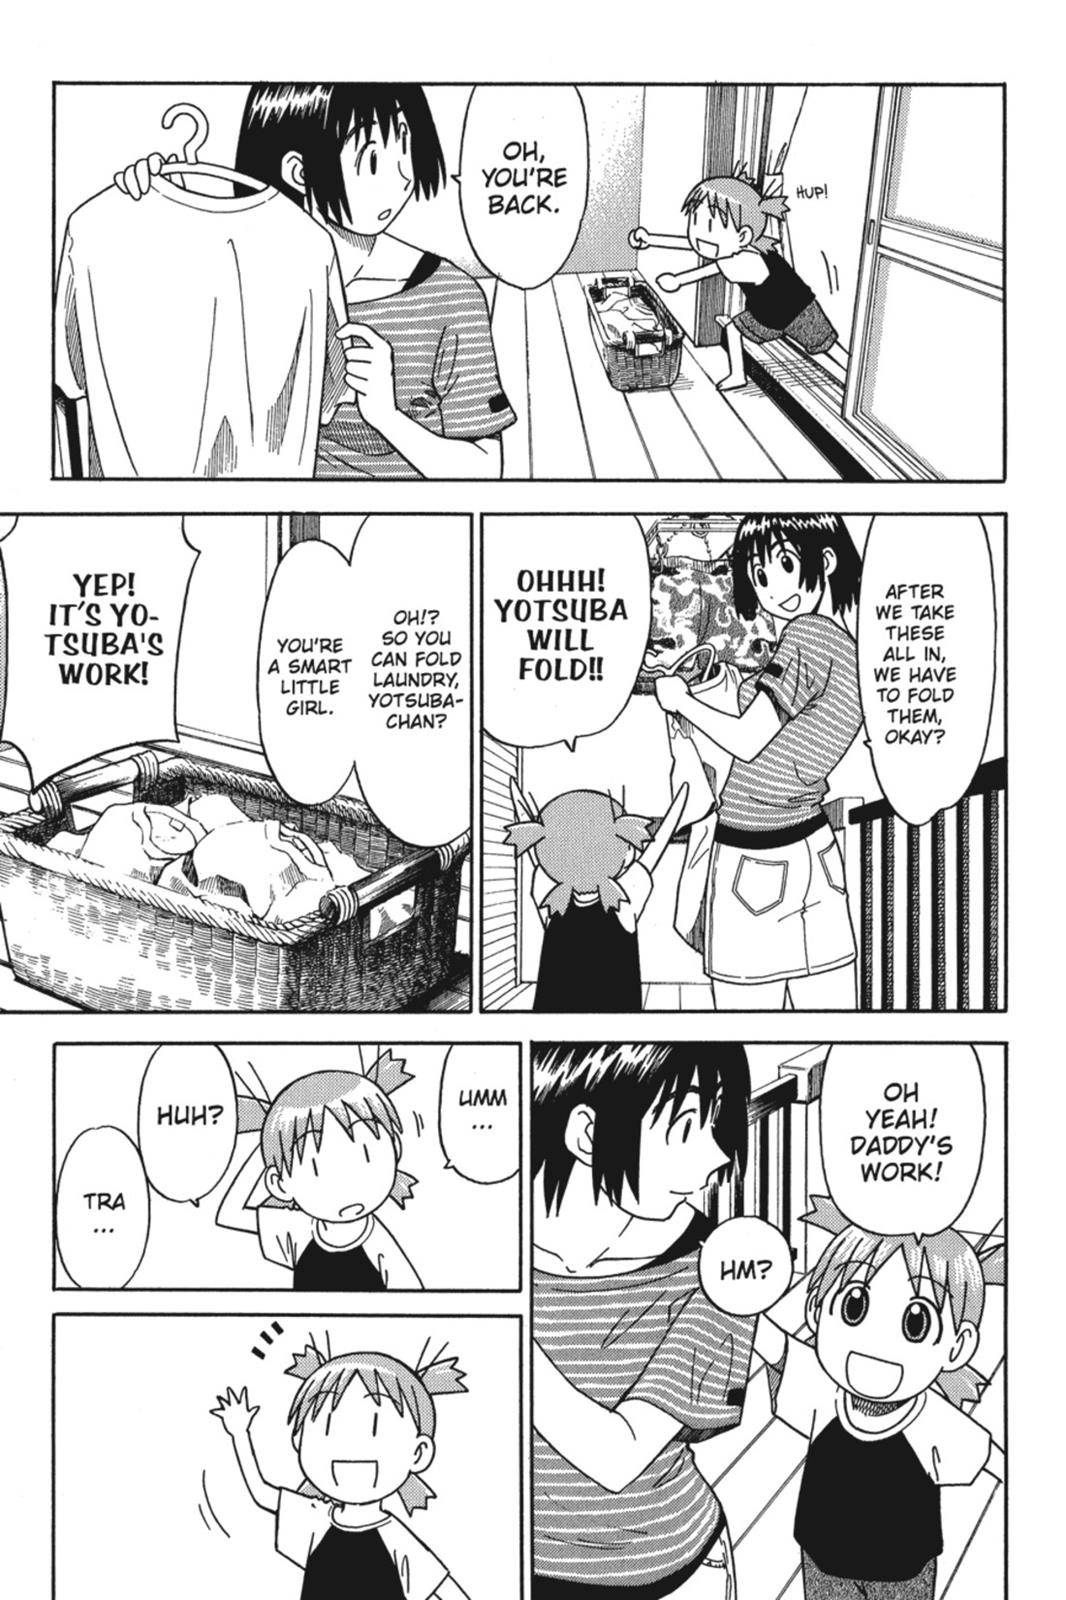 OH,
YOU'RE
BACK.
HUP!
AFTER
WE TAKE
THESE
ALL IN,
WE HAVE
TO FOLD
THEM,
OKAY?
OHHH!
YOTSUBA
WILL
FOLD!!
OH!?
SO YOU
CAN FOLD
LAUNDRY,
YOTSUBA-
CHAN?
YOU'RE
A SMART
LITTLE
GIRL.
YEP!
IT'S YO-
TSUBA'S
WORK!
OH
YEAH!
DADDY'S
WORK!
HM?
UMM
...
HUH?
TRA
...